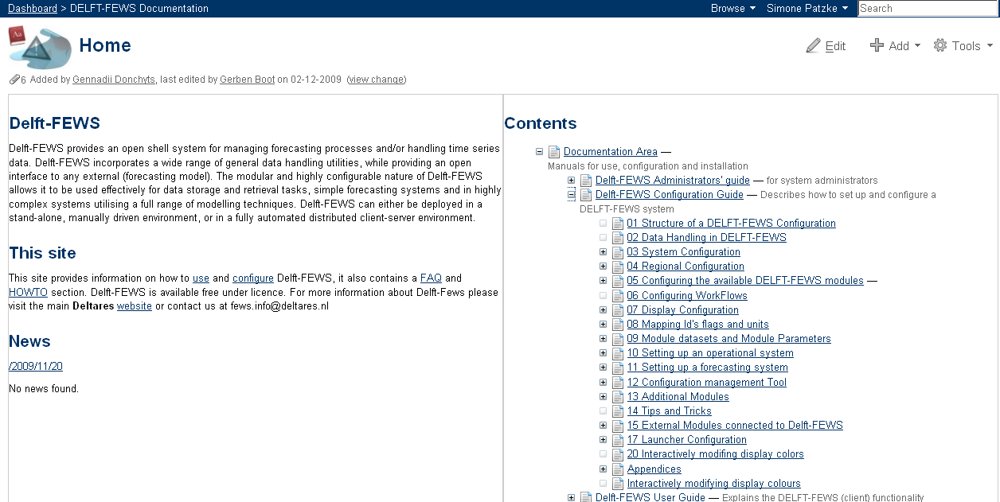 Dashboard > DELFT-FEWS Documentation
Browse Simone Patzke Search
Home
Edit Add Tools
6 Added by Gennadii Donchyts, last edited by Gerben Boot on 02-12-2009 (view change)
Delft-FEWS
Delft-FEWS provides an open shell system for managing forecasting processes and/or handling time series
data. Delft-FEWS incorporates a wide range of general data handling utilities, while providing an open
interface to any external (forecasting model). The modular and highly configurable nature of Delft-FEWS
allows it to be used effectively for data storage and retrieval tasks, simple forecasting systems and in highly
complex systems utilising a full range of modelling techniques. Delft-FEWS can either be deployed in a
stand-alone, manually driven environment, or in a fully automated distributed client-server environment.
This site
This site provides information on how to use and configure Delft-FEWS, it also contains a FAQ and
HOWTO section. Delft-FEWS is available free under licence. For more information about Delft-Fews please
visit the main Deltares website or contact us at fews.info@deltares.nl
News
/2009/11/20
No news found.
Contents
Documentation Area —
Manuals for use, configuration and installation
Delft-FEWS Administrators' guide — for system administrators
Delft-FEWS Configuration Guide — Describes how to set up and configure a
DELFT-FEWS system
01 Structure of a DELFT-FEWS Configuration
02 Data Handling in DELFT-FEWS
03 System Configuration
04 Regional Configuration
05 Configuring the available DELFT-FEWS modules —
06 Configuring WorkFlows
07 Display Configuration
08 Mapping Id's flags and units
09 Module datasets and Module Parameters
10 Setting up an operational system
11 Setting up a forecasting system
12 Configuration management Tool
13 Additional Modules
14 Tips and Tricks
15 External Modules connected to Delft-FEWS
17 Launcher Configuration
20 Interactively modifing display colors
Appendices
Interactively modifying display colours
Delft-FEWS User Guide — Explains the DELFT-FEWS (client) functionality